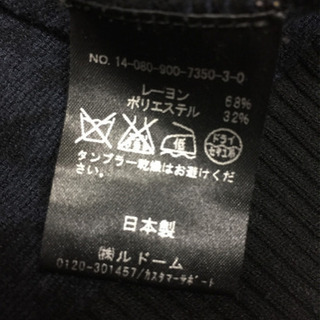 NO. 14-080-900-7350-3-0
レーヨン 68%
ポリエステル 32%
低 ドライ セキユ系
タンブラー乾燥はお避けくだ
さい。
日本製
㈱ルドーム
0120-301457/カスタマーサポート